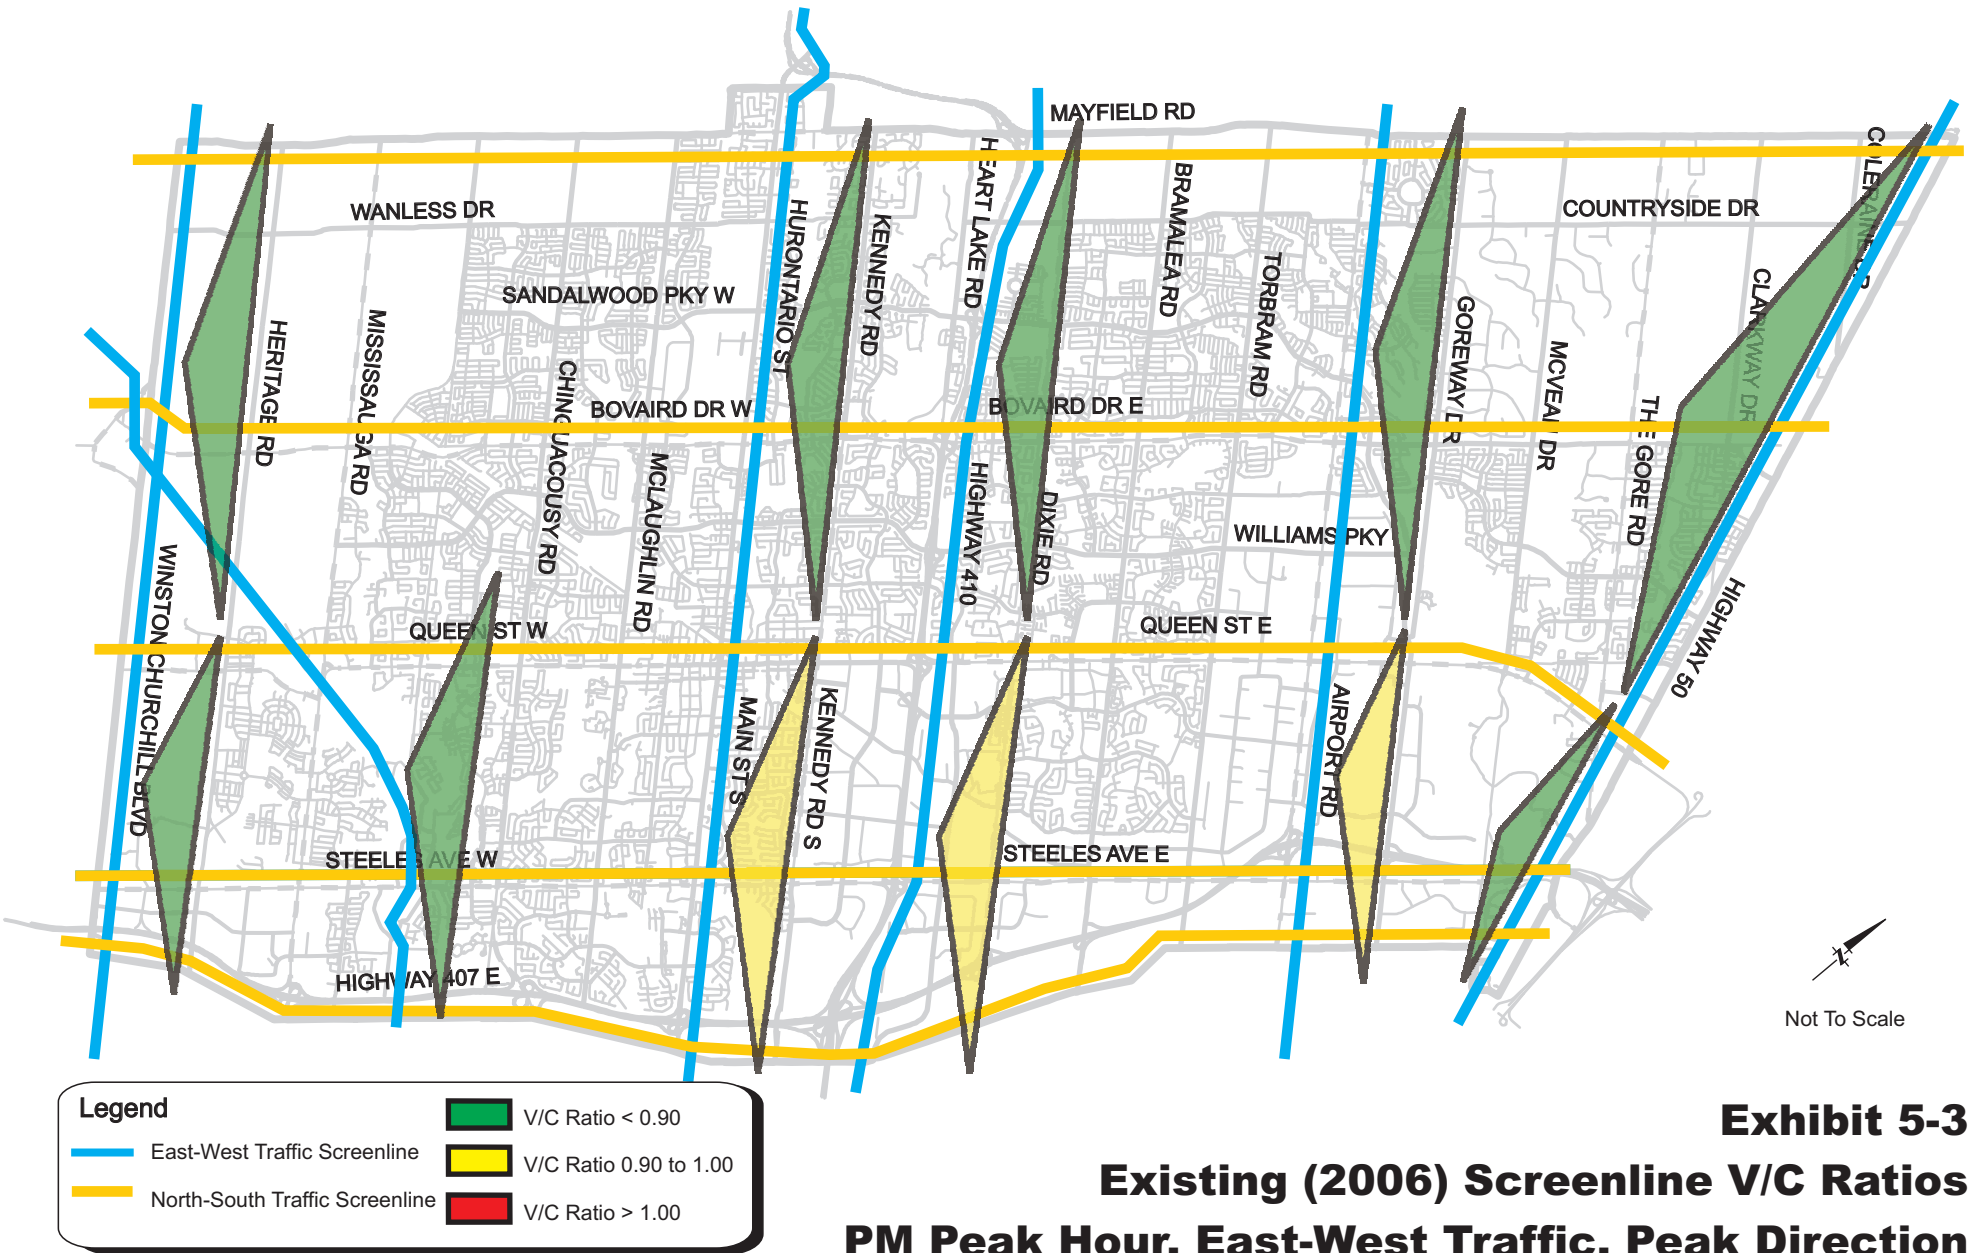 MAYFIELD RD
WANLESS DR
COUNTRYSIDE DR
SANDALWOOD PKY W
BOVAIRD DR W
BOVAIRD DR E
WILLIAMS PKY
QUEEN ST W
QUEEN ST E
STEELES AVE W
STEELES AVE E
HIGHWAY 407 E
WINSTON CHURCHILL BLVD
HERITAGE RD
MISSISSAUGA RD
CHINGUACOUSY RD
MCLAUGHLIN RD
HURONTARIO ST
MAIN ST S
KENNEDY RD
KENNEDY RD S
HEART LAKE RD
HIGHWAY 410
DIXIE RD
BRAMALEA RD
TORBRAM RD
AIRPORT RD
GOREWAY DR
MCVEAL DR
THE GORE RD
CLARKWAY DR
COLERAINE DR
HIGHWAY 50
N
Not To Scale
Legend
East-West Traffic Screenline
North-South Traffic Screenline
V/C Ratio < 0.90
V/C Ratio 0.90 to 1.00
V/C Ratio > 1.00
Exhibit 5-3
Existing (2006) Screenline V/C Ratios
PM Peak Hour, East-West Traffic, Peak Direction